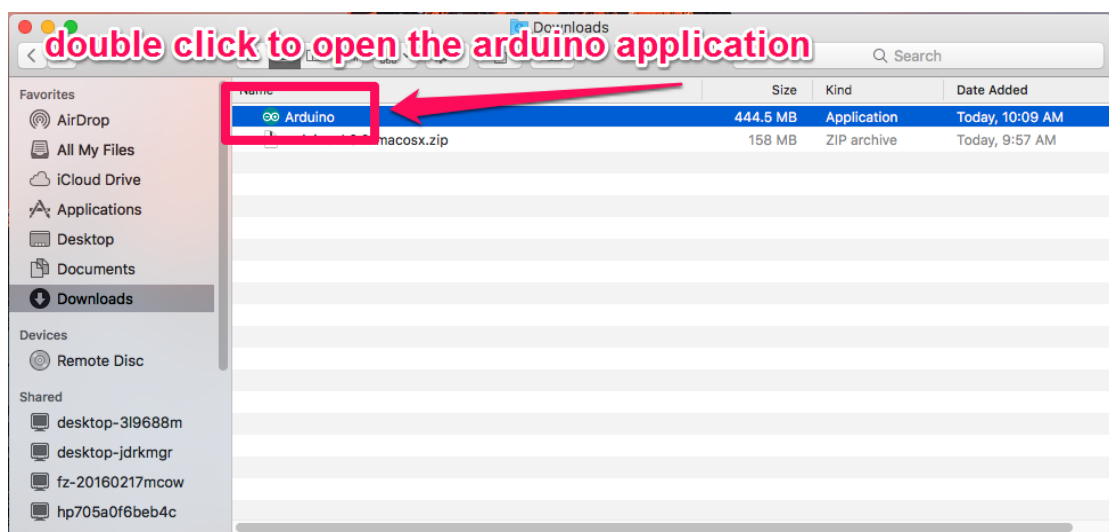 Downloads
double click to open the arduino application
Search
Favorites
Name Size Kind Date Added
AirDrop
Arduino 444.5 MB Application Today, 10:09 AM
macosx.zip 158 MB ZIP archive Today, 9:57 AM
All My Files
iCloud Drive
Applications
Desktop
Documents
Downloads
Devices
Remote Disc
Shared
desktop-3l9688m
desktop-jdrkmgr
fz-20160217mcow
hp705a0f6beb4c